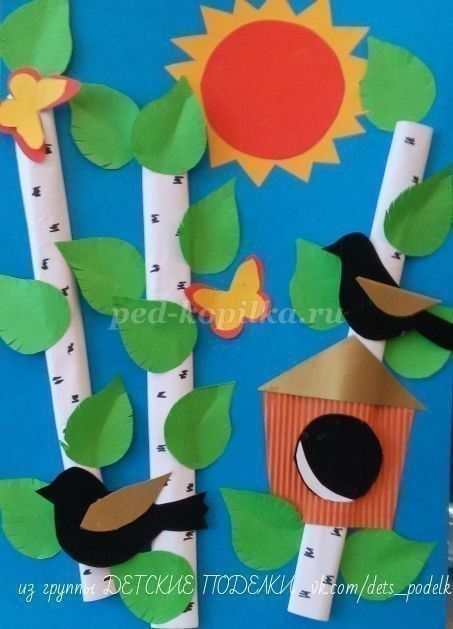 ped-kopilka.ru
из группы ДЕТСКИЕ ПОДЕЛКИ vk.com/dets_podelk